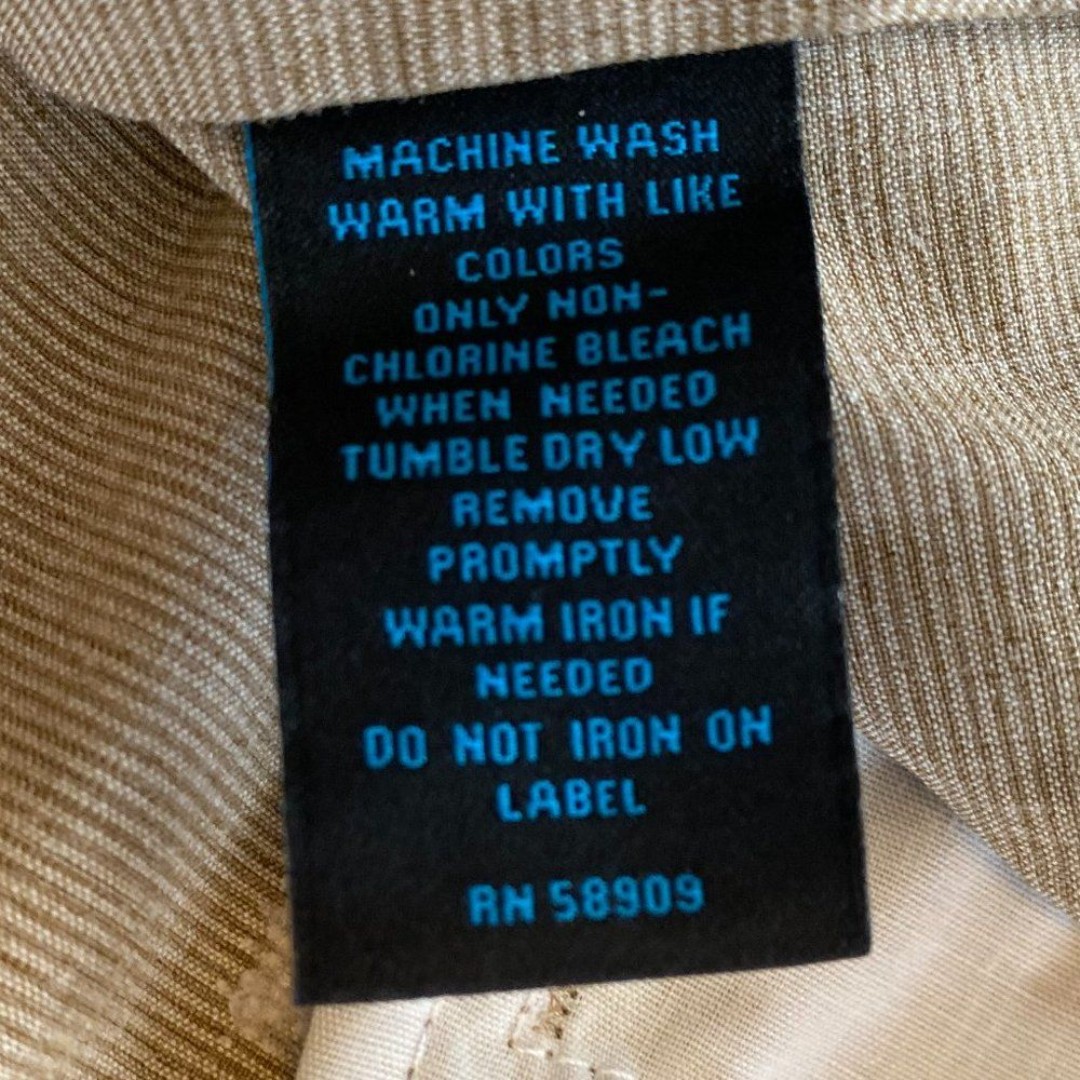 MACHINE WASH
WARM WITH LIKE
COLORS
ONLY NON-
CHLORINE BLEACH
WHEN NEEDED
TUMBLE DRY LOW
REMOVE
PROMPTLY
WARM IRON IF
NEEDED
DO NOT IRON ON
LABEL
RN 58909